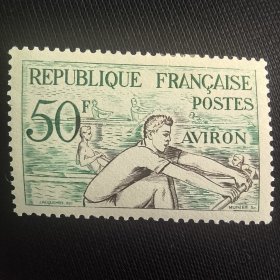 REPUBLIQUE FRANÇAISE
50F
POSTES
AVIRON